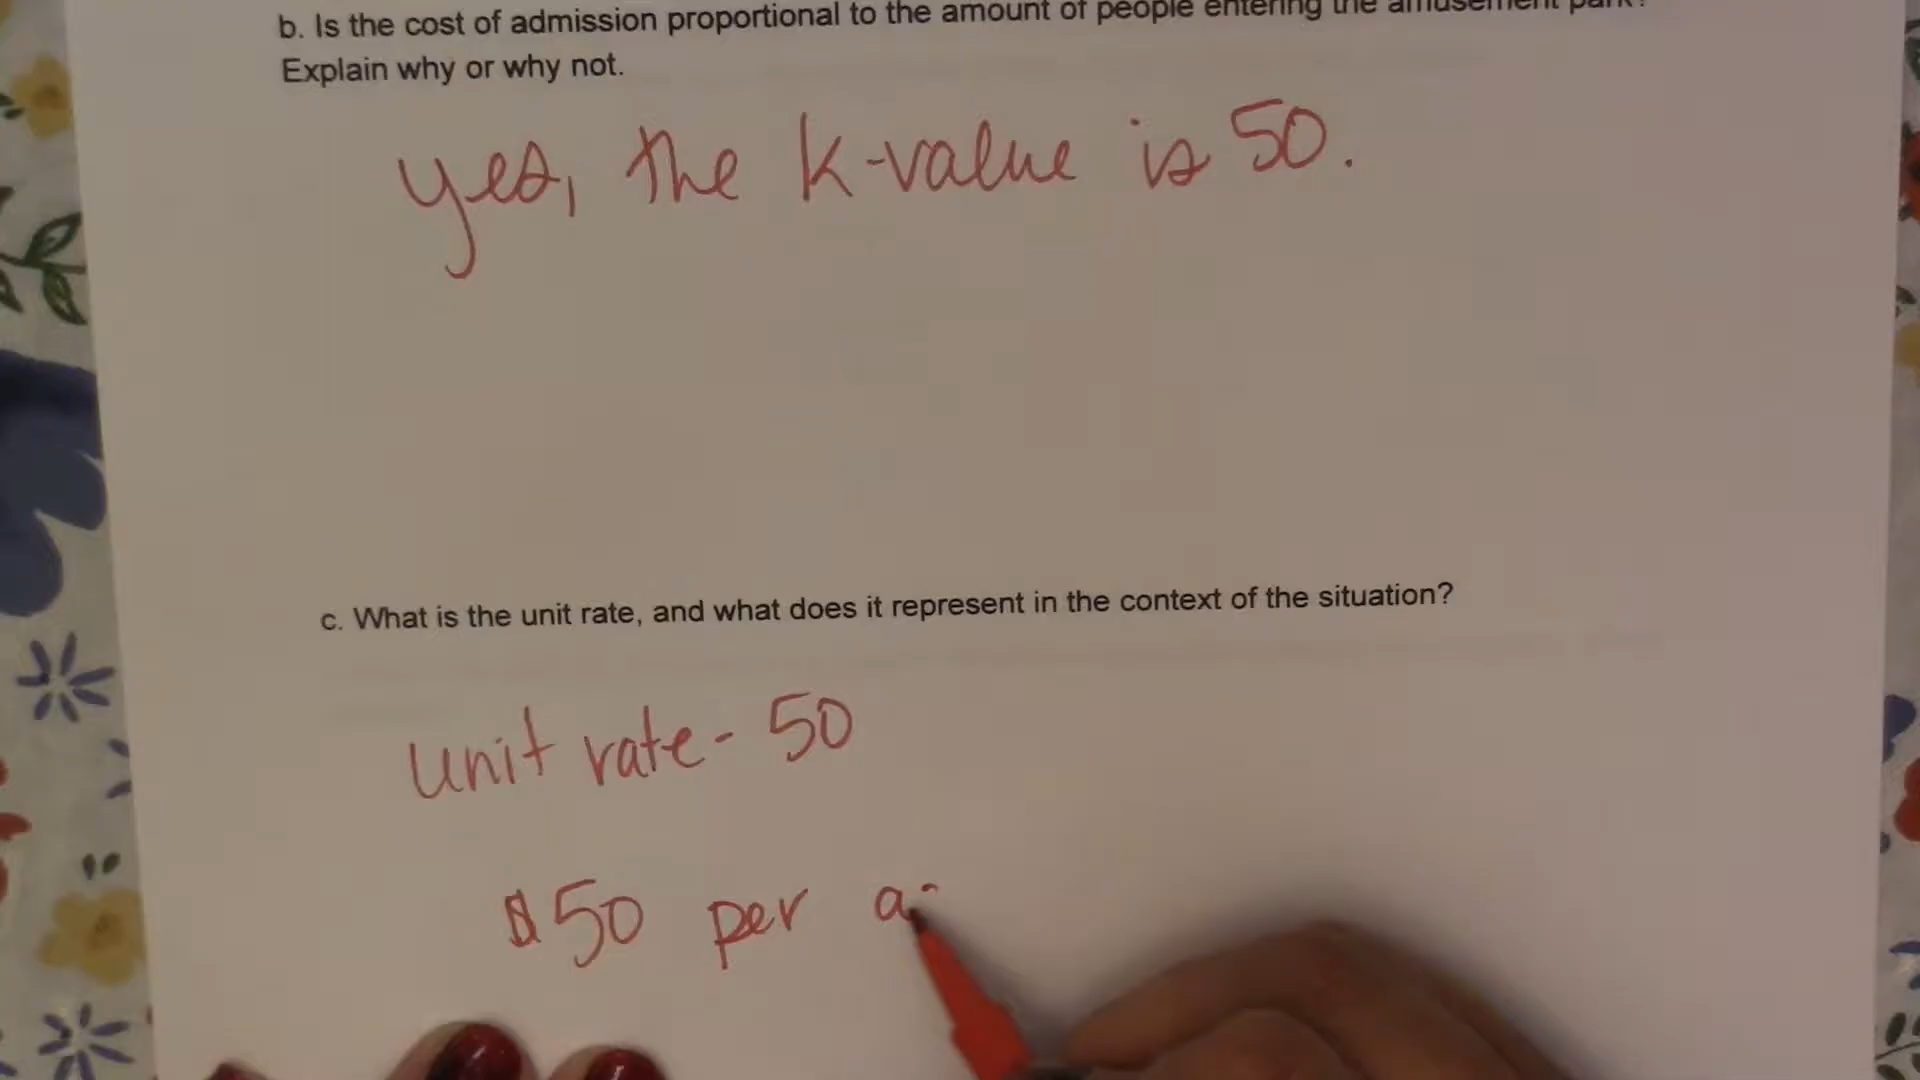 b. Is the cost of admission proportional to the amount of people entering the amusement park?
Explain why or why not.
yes, the k-value is 50.
c. What is the unit rate, and what does it represent in the context of the situation?
unit rate - 50
$50 per a